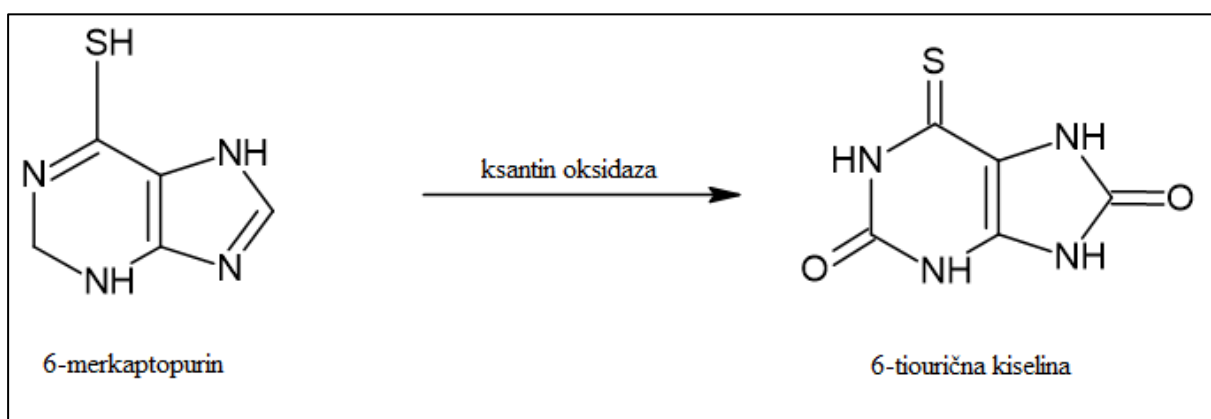 SH
N
NH
NH
N
ksantin oksidaza
S
HN
NH
O
O
NH
NH
6-merkaptopurin
6-tiourična kiselina